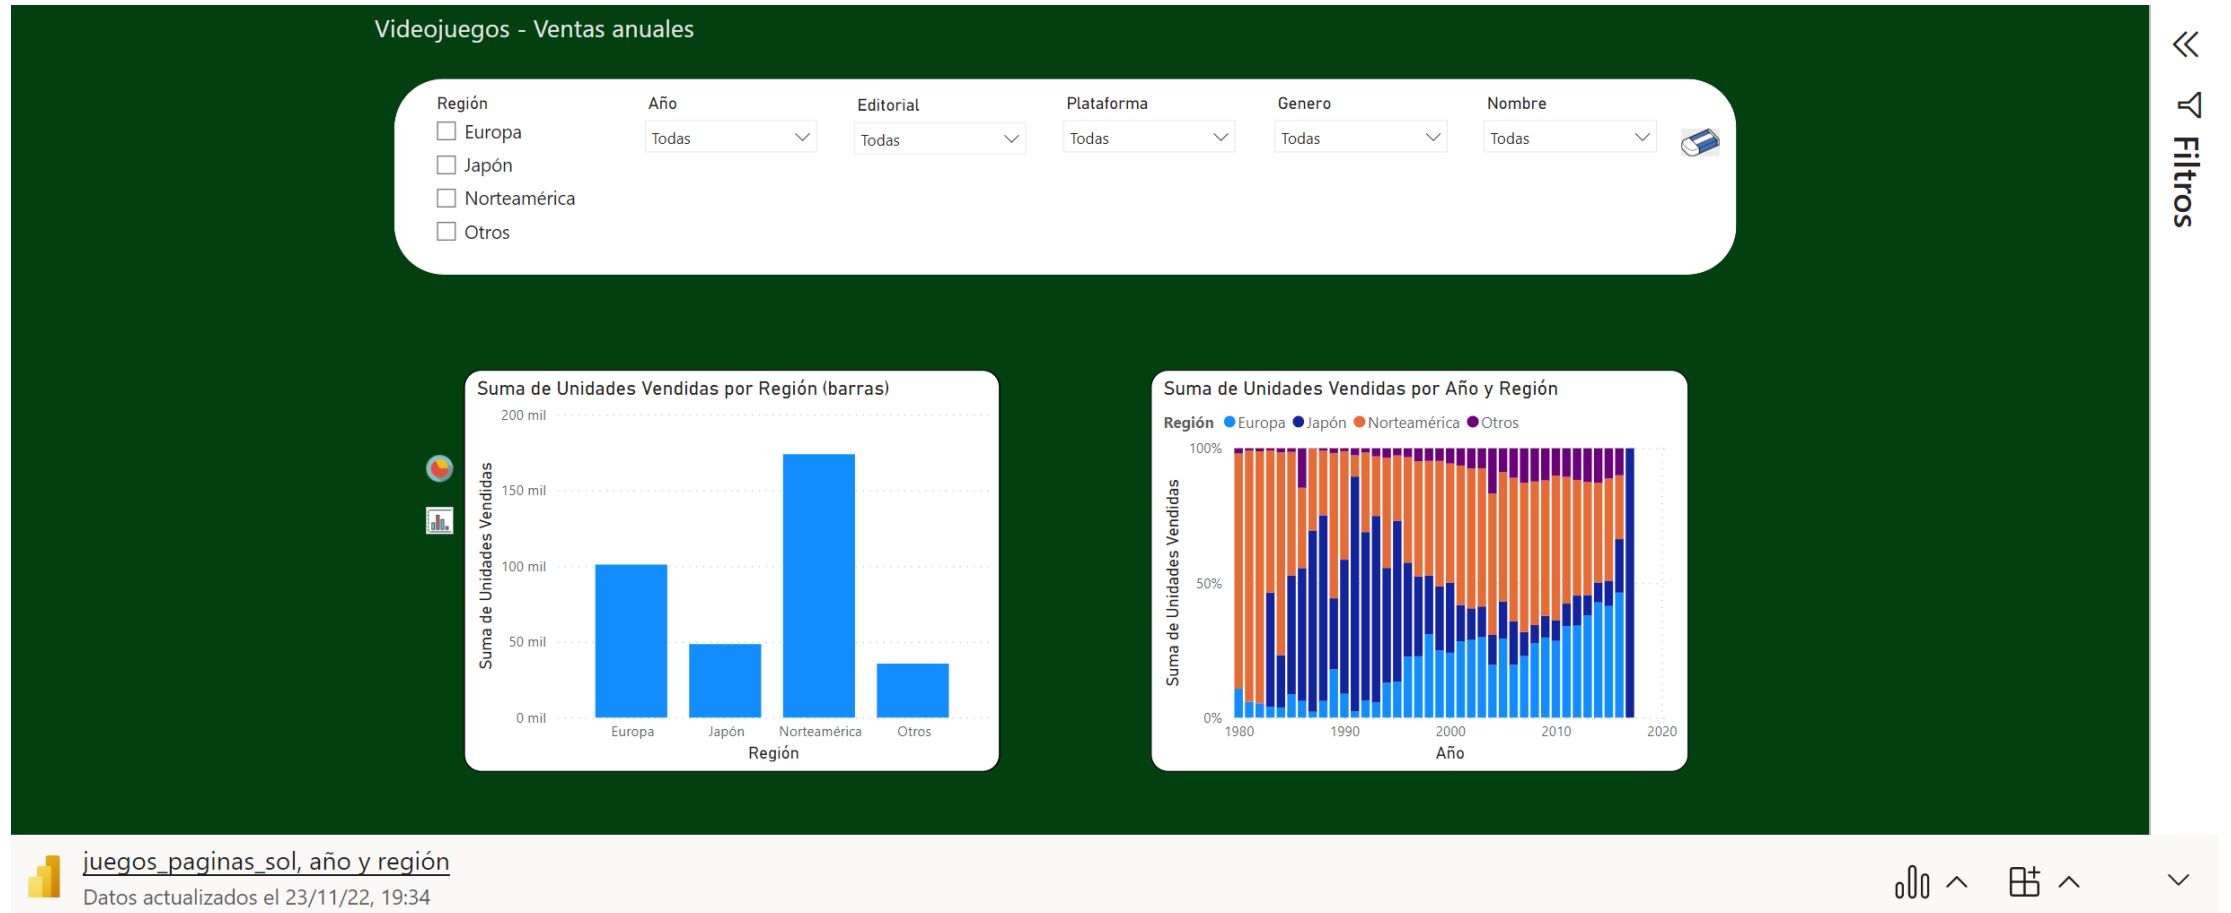 Videojuegos - Ventas anuales
Filtros
Región
Europa
Japón
Norteamérica
Otros
Año
Todas
Editorial
Todas
Plataforma
Todas
Genero
Todas
Nombre
Todas
Suma de Unidades Vendidas por Región (barras)
Suma de Unidades Vendidas
200 mil
150 mil
100 mil
50 mil
0 mil
Europa Japón Norteamérica Otros
Región
Suma de Unidades Vendidas por Año y Región
Región Europa Japón Norteamérica Otros
Suma de Unidades Vendidas
100%
50%
0%
1980 1990 2000 2010 2020
Año
juegos_paginas_sol, año y región
Datos actualizados el 23/11/22, 19:34